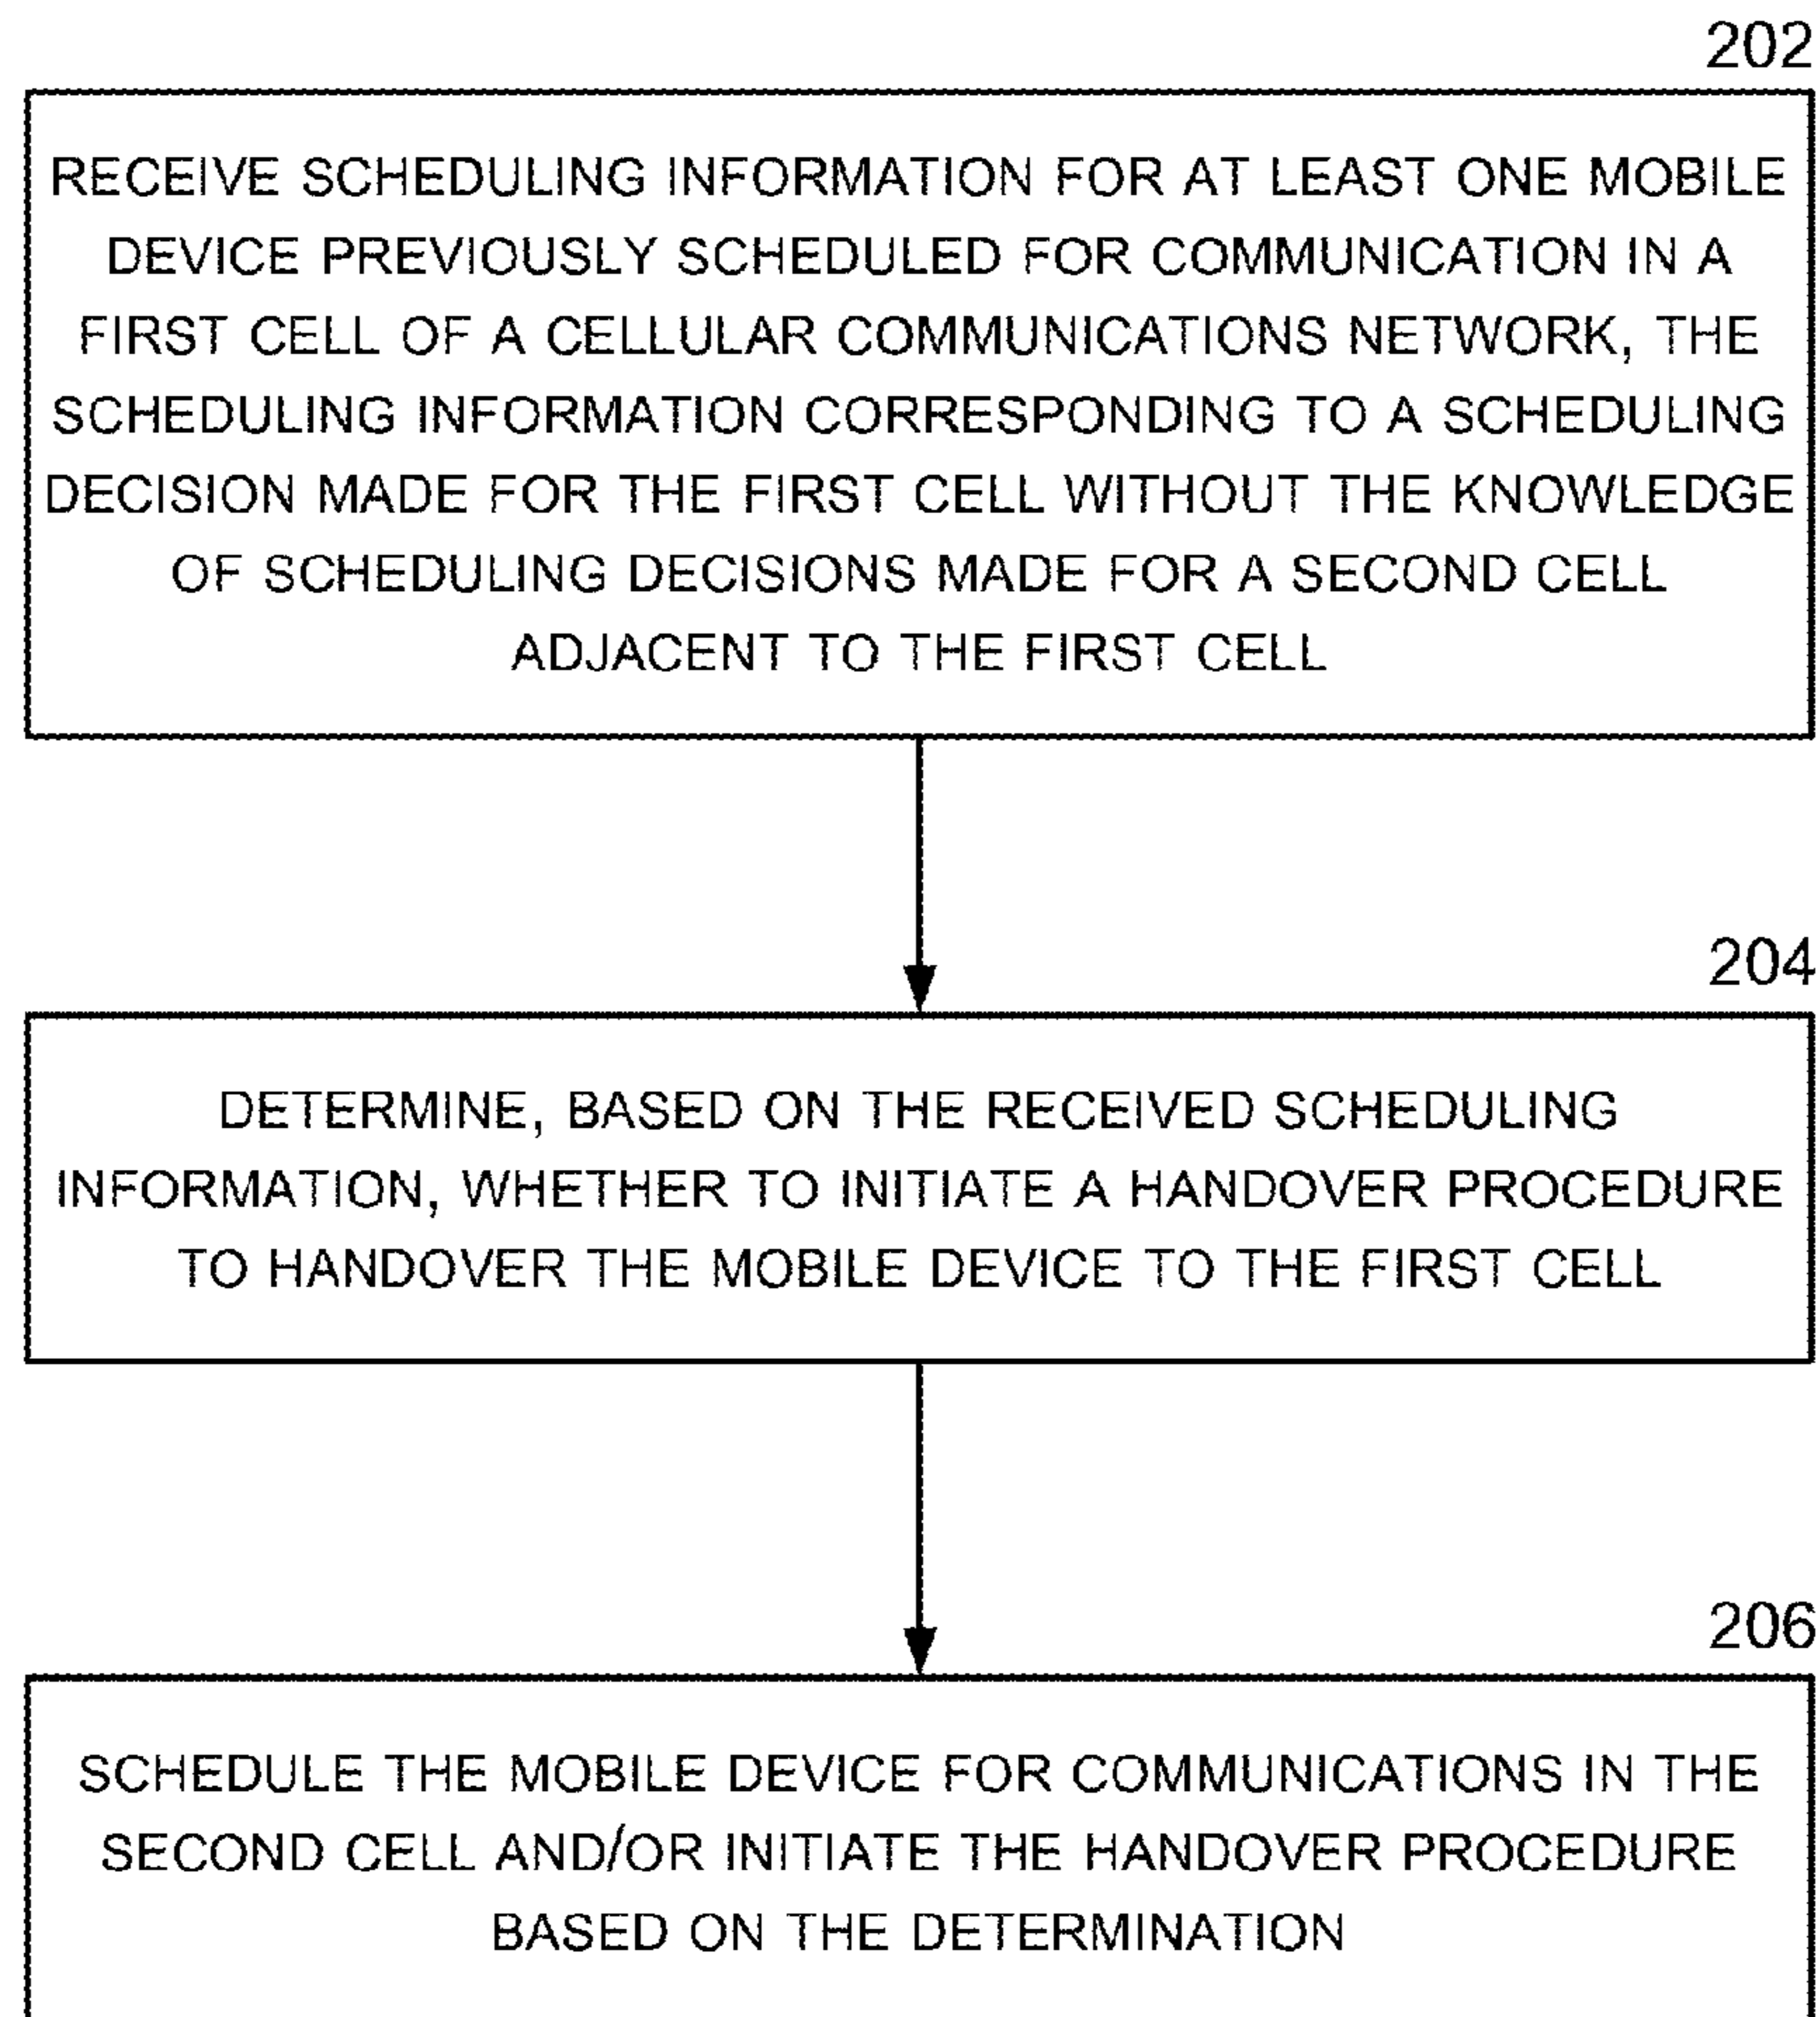 202
RECEIVE SCHEDULING INFORMATION FOR AT LEAST ONE MOBILE
DEVICE PREVIOUSLY SCHEDULED FOR COMMUNICATION IN A
FIRST CELL OF A CELLULAR COMMUNICATIONS NETWORK, THE
SCHEDULING INFORMATION CORRESPONDING TO A SCHEDULING
DECISION MADE FOR THE FIRST CELL WITHOUT THE KNOWLEDGE
OF SCHEDULING DECISIONS MADE FOR A SECOND CELL
ADJACENT TO THE FIRST CELL
204
DETERMINE, BASED ON THE RECEIVED SCHEDULING
INFORMATION, WHETHER TO INITIATE A HANDOVER PROCEDURE
TO HANDOVER THE MOBILE DEVICE TO THE FIRST CELL
206
SCHEDULE THE MOBILE DEVICE FOR COMMUNICATIONS IN THE
SECOND CELL AND/OR INITIATE THE HANDOVER PROCEDURE
BASED ON THE DETERMINATION